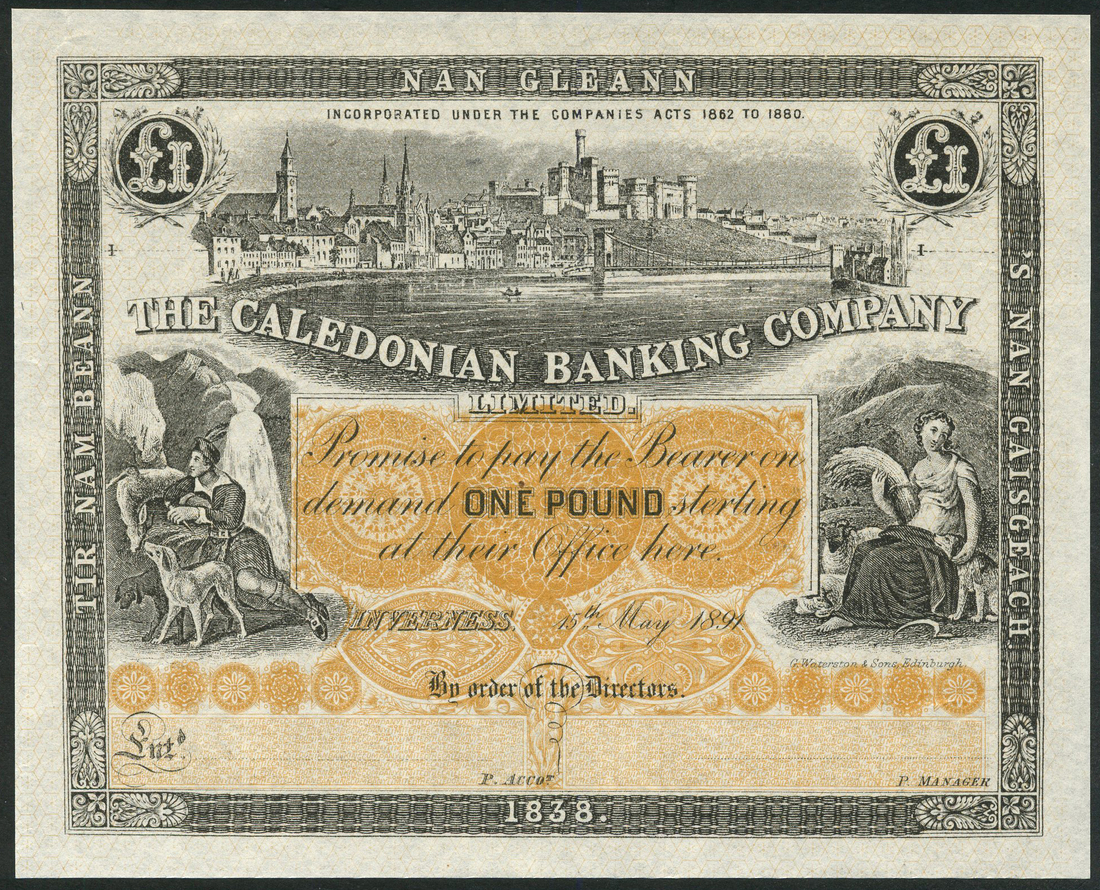 NAN GLEANN
INCORPORATED UNDER THE COMPANIES ACTS 1862 TO 1880.
£1
£1
I
I
TIR NAM BEANN
'S NAN GAISGEACH
THE CALEDONIAN BANKING COMPANY
LIMITED.
Promise to pay the Bearer on
demand ONE POUND sterling
at their Office here.
INVERNESS. 15th. May 1891
G. Waterston & Sons, Edinburgh.
By order of the Directors.
Entd.
P. ACCOT
P. MANAGER
1838.